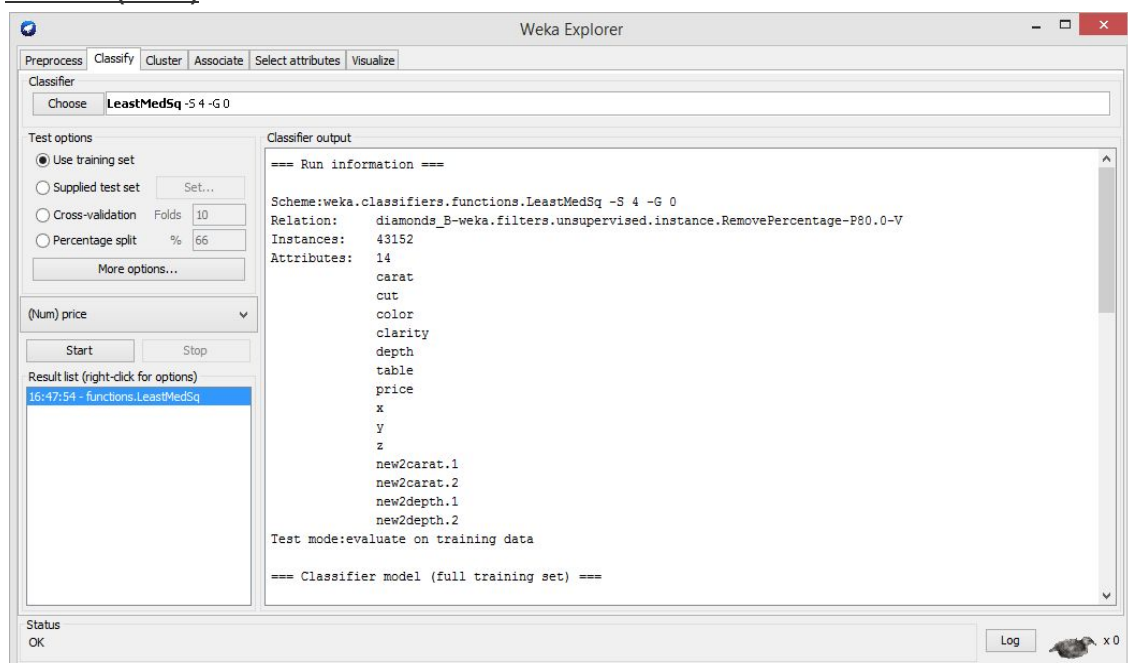 Weka Explorer
Preprocess Classify Cluster Associate Select attributes Visualize
Classifier
Choose LeastMedSq -S 4 -G 0
Test options
Use training set
Supplied test set Set...
Cross-validation Folds 10
Percentage split % 66
More options...
(Num) price
Start Stop
Result list (right-click for options)
16:47:54 - functions.LeastMedSq
Classifier output
=== Run information ===
Scheme:weka.classifiers.functions.LeastMedSq -S 4 -G 0
Relation: diamonds_B-weka.filters.unsupervised.instance.RemovePercentage-P80.0-V
Instances: 43152
Attributes: 14
carat
cut
color
clarity
depth
table
price
x
y
z
new2carat.1
new2carat.2
new2depth.1
new2depth.2
Test mode:evaluate on training data
=== Classifier model (full training set) ===
Status
OK
Log x 0